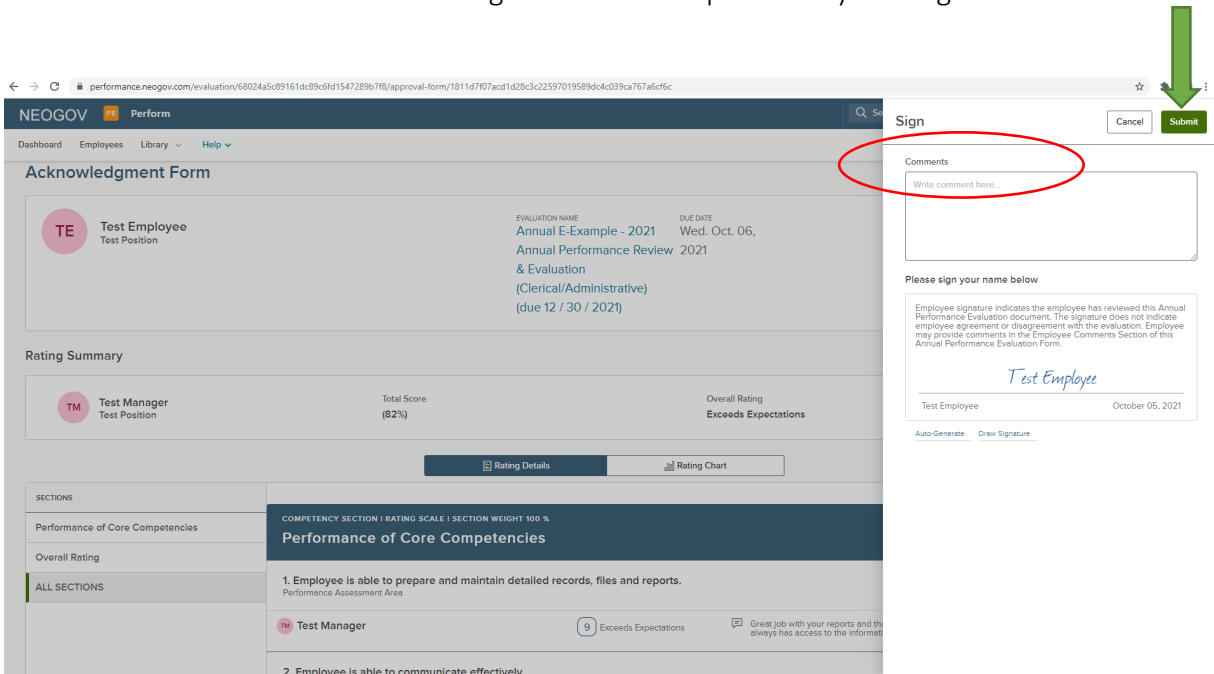 performance.neogov.com/evaluation/68024a5c89161dc89c6fd1547289b7f8/approval-form/1811d7f07acd1d28c3c22597019589dc4c039ca767a6cf6c
NEOGOV PE Perform
Dashboard Employees Library Help
Acknowledgment Form
TE
Test Employee
Test Position
EVALUATION NAME
Annual E-Example - 2021
Annual Performance Review
& Evaluation
(Clerical/Administrative)
(due 12 / 30 / 2021)
DUE DATE
Wed. Oct. 06,
2021
Rating Summary
TM
Test Manager
Test Position
Total Score
(82%)
Overall Rating
Exceeds Expectations
Rating Details Rating Chart
SECTIONS
Performance of Core Competencies
Overall Rating
ALL SECTIONS
COMPETENCY SECTION | RATING SCALE | SECTION WEIGHT 100 %
Performance of Core Competencies
1. Employee is able to prepare and maintain detailed records, files and reports.
Performance Assessment Area
TM Test Manager
9 Exceeds Expectations
Great job with your reports and
always has access to the
2. Employee is able to communicate effectively
Sign
Cancel Submit
Comments
Write comment here...
Please sign your name below
Employee signature indicates the employee has reviewed this Annual
Performance Evaluation document. The signature does not indicate
employee agreement or disagreement with the evaluation. Employee
may provide comments in the Employee Comments Section of this
Annual Performance Evaluation Form.
Test Employee
Test Employee October 05, 2021
Auto-Generate Draw Signature